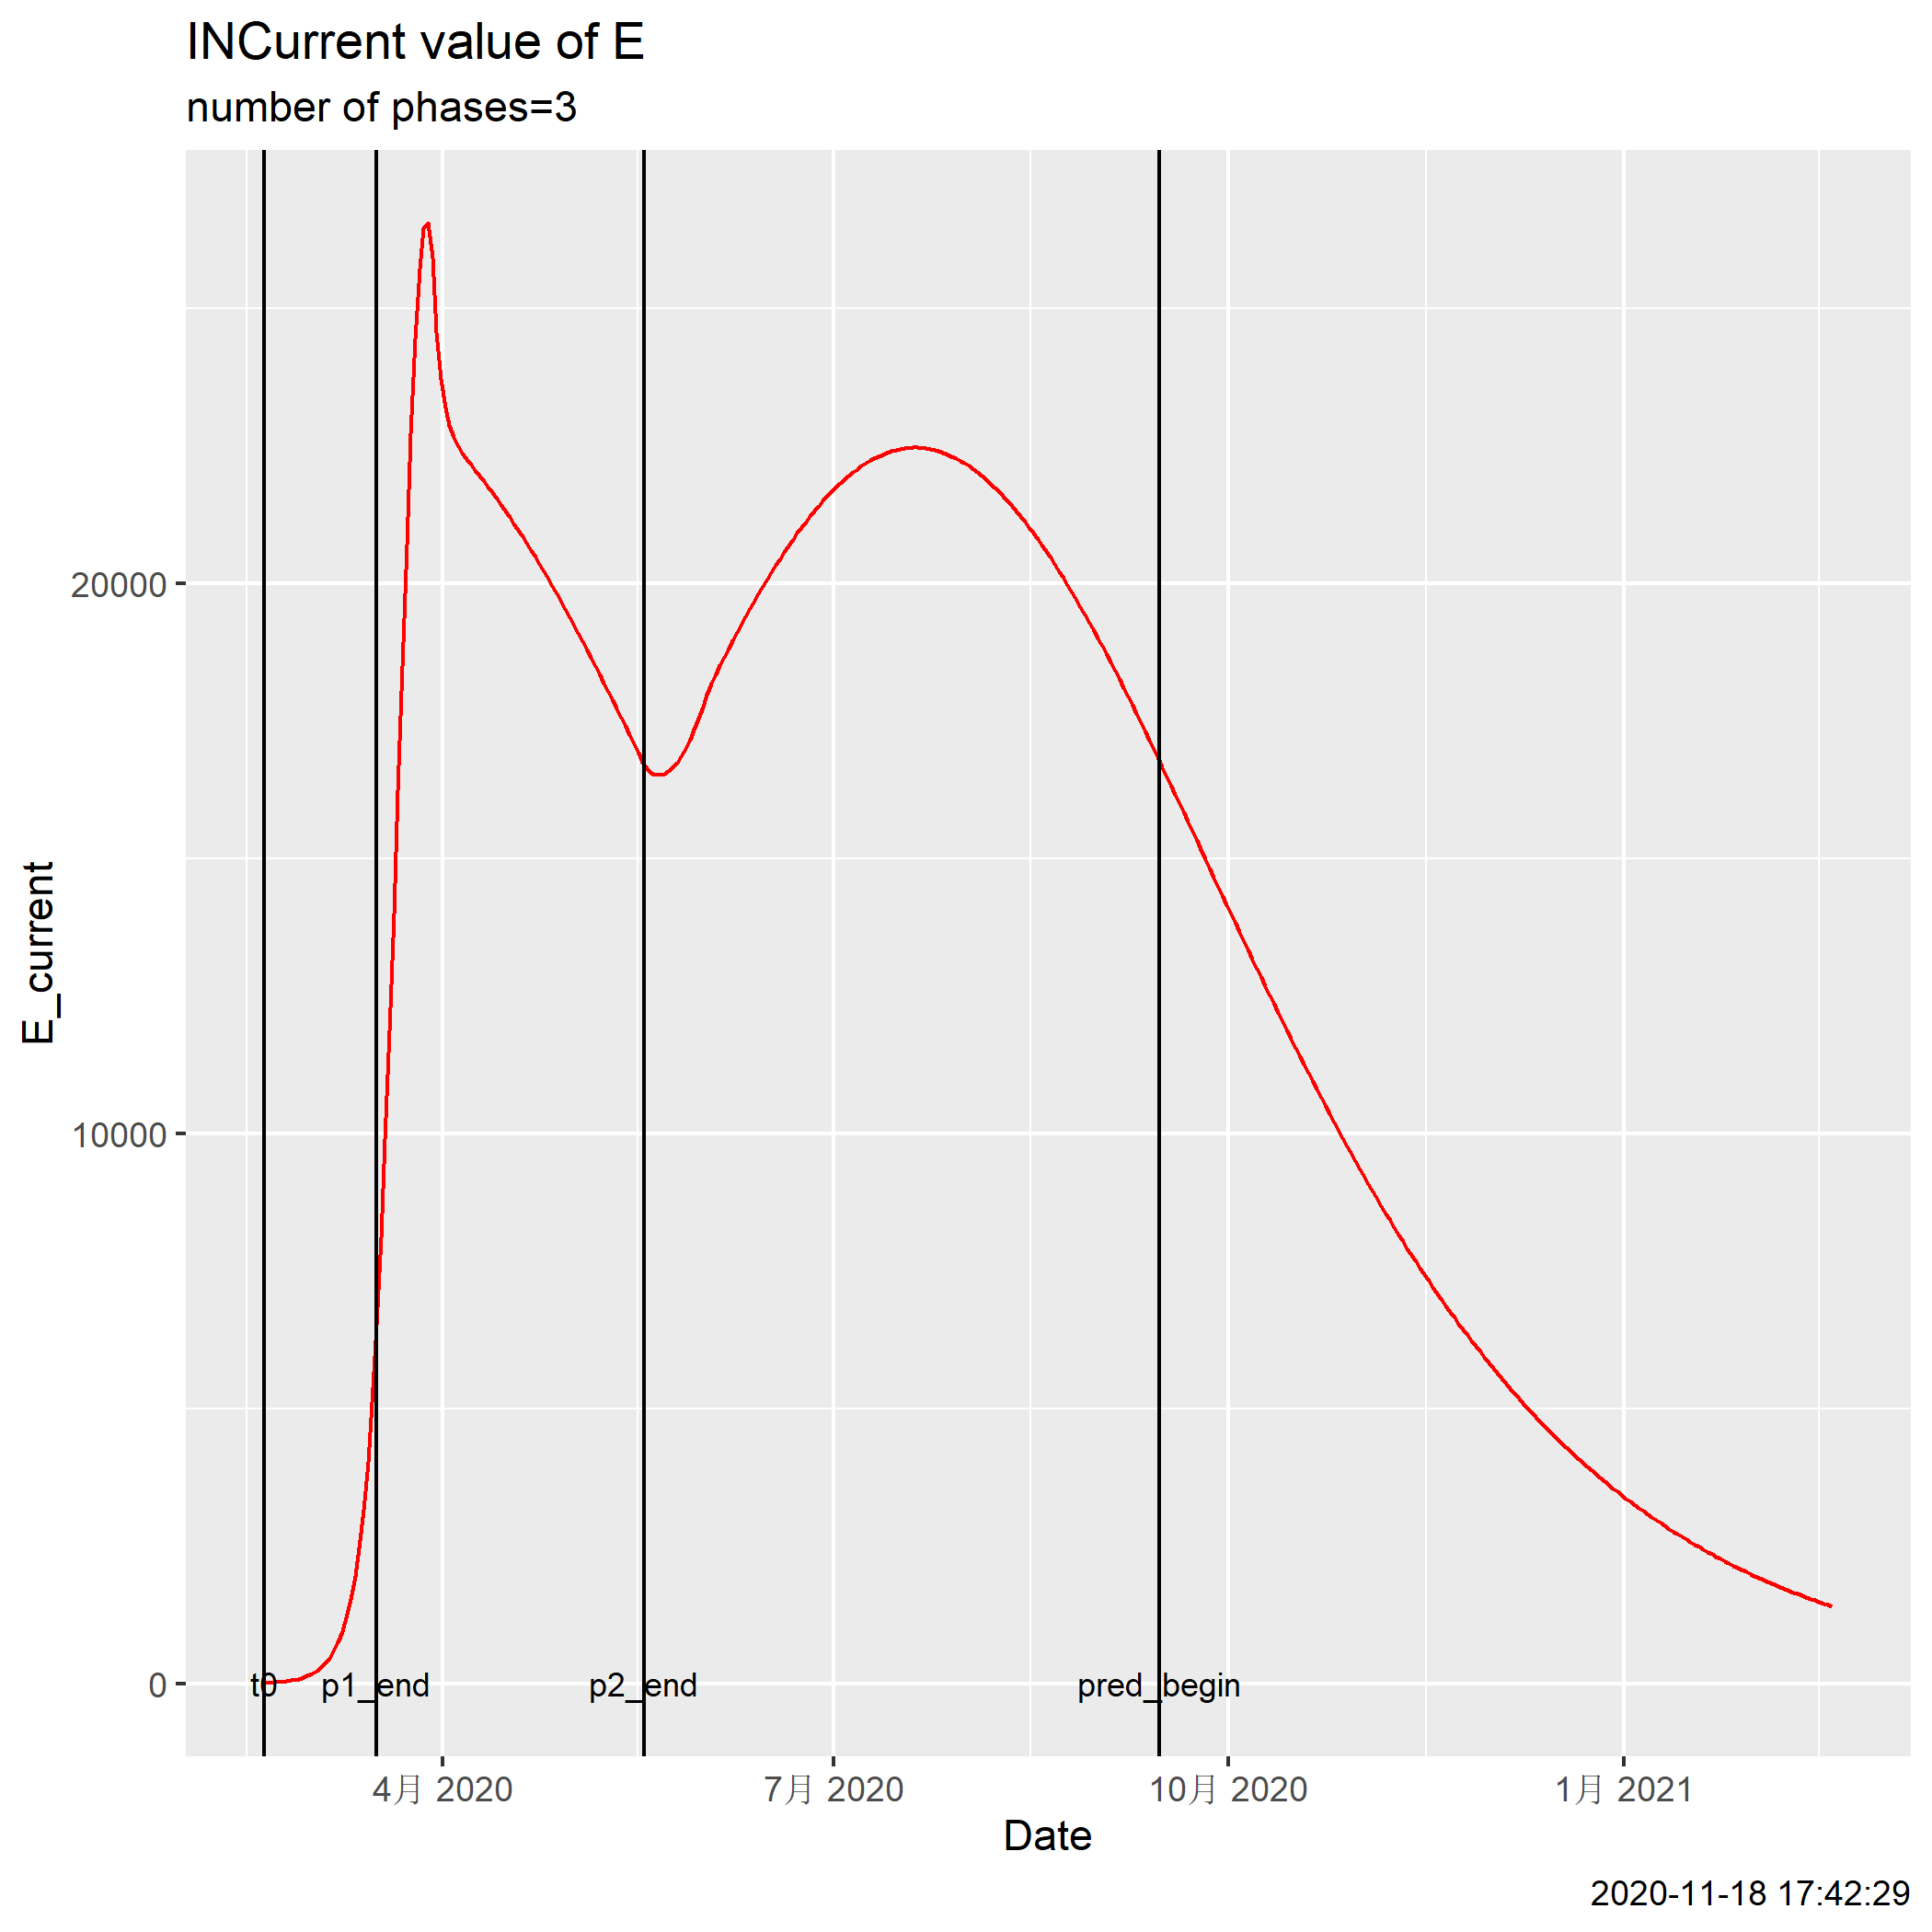 INCurrent value of E
number of phases=3
E_current
20000
10000
0
t0
p1_end
p2_end
pred_begin
4月 2020
7月 2020
10月 2020
1月 2021
Date
2020-11-18 17:42:29